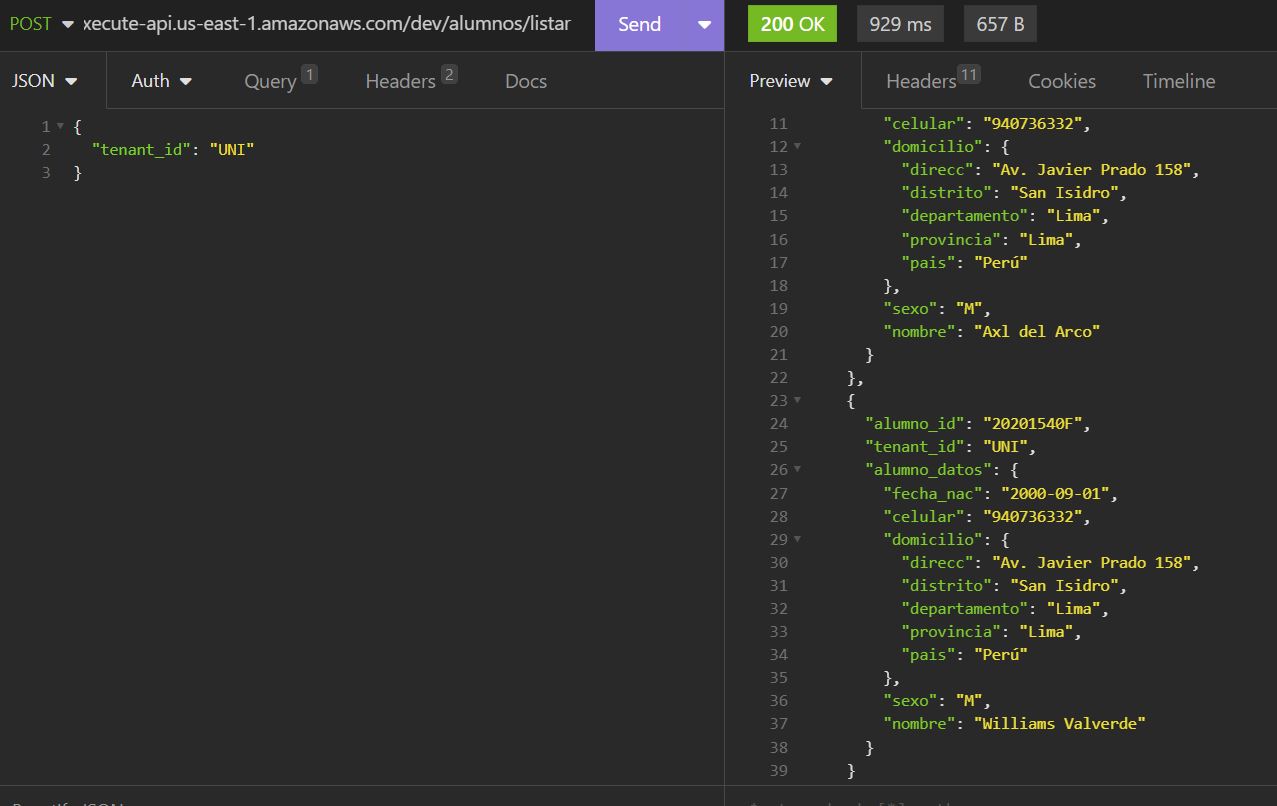 POST xecute-api.us-east-1.amazonaws.com/dev/alumnos/listar Send 200 OK 929 ms 657 B
JSON Auth Query 1 Headers 2 Docs Preview Headers 11 Cookies Timeline
1 {
2 "tenant_id": "UNI"
3 }
11 "celular": "940736332",
12 "domicilio": {
13 "direcc": "Av. Javier Prado 158",
14 "distrito": "San Isidro",
15 "departamento": "Lima",
16 "provincia": "Lima",
17 "pais": "Perú"
18 },
19 "sexo": "M",
20 "nombre": "Axl del Arco"
21 }
22 },
23 {
24 "alumno_id": "20201540F",
25 "tenant_id": "UNI",
26 "alumno_datos": {
27 "fecha_nac": "2000-09-01",
28 "celular": "940736332",
29 "domicilio": {
30 "direcc": "Av. Javier Prado 158",
31 "distrito": "San Isidro",
32 "departamento": "Lima",
33 "provincia": "Lima",
34 "pais": "Perú"
35 },
36 "sexo": "M",
37 "nombre": "Williams Valverde"
38 }
39 }